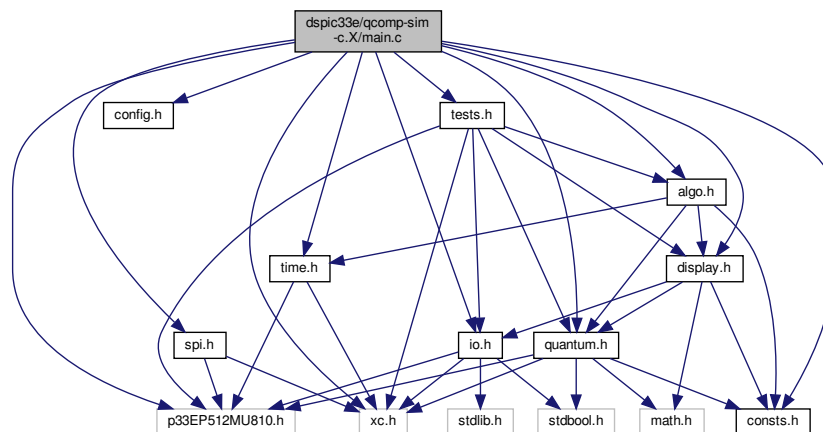 dspic33e/qcomp-sim
-c.X/main.c
config.h
tests.h
algo.h
time.h
display.h
spi.h
io.h
quantum.h
p33EP512MU810.h
xc.h
stdlib.h
stdbool.h
math.h
consts.h